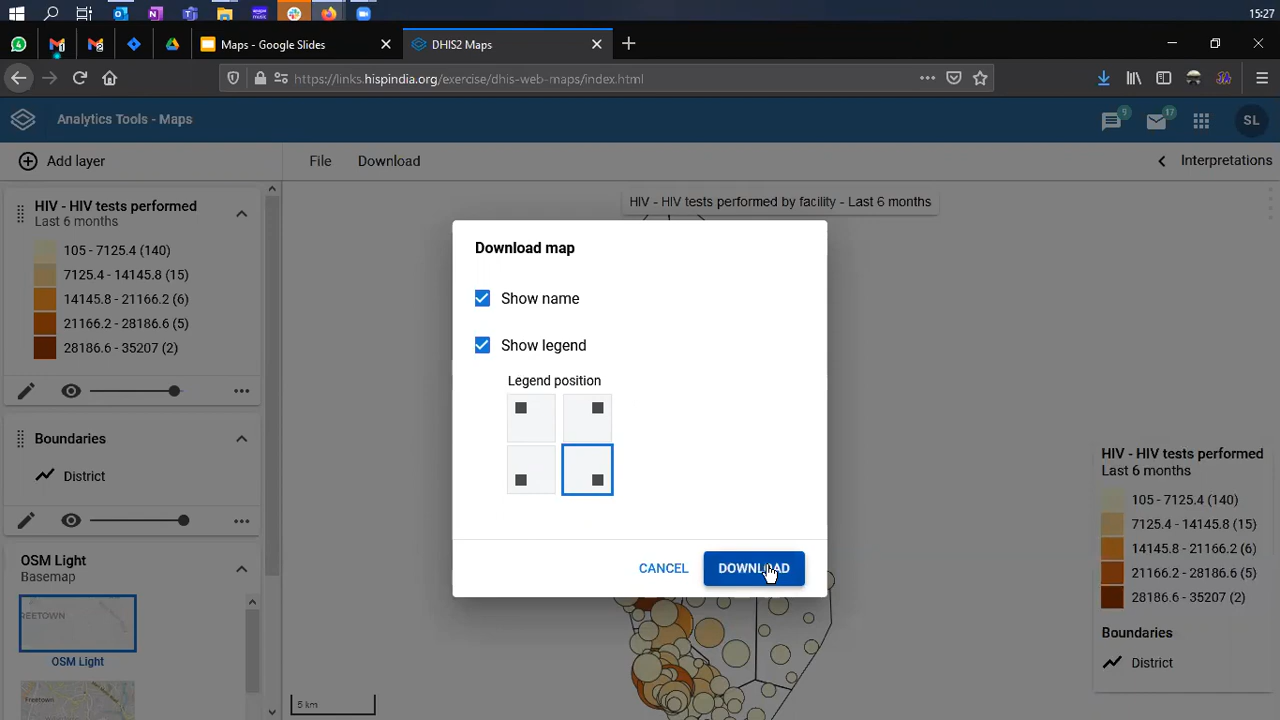 15:27
Maps - Google Slides
DHIS2 Maps
https://links.hispindia.org/exercise/dhis-web-maps/index.html
Analytics Tools - Maps
9
17
SL
Add layer
File
Download
Interpretations
HIV - HIV tests performed
Last 6 months
105 - 7125.4 (140)
7125.4 - 14145.8 (15)
14145.8 - 21166.2 (6)
21166.2 - 28186.6 (5)
28186.6 - 35207 (2)
Boundaries
District
OSM Light
Basemap
REETOWN
OSM Light
Freetown
HIV - HIV tests performed by facility - Last 6 months
Download map
Show name
Show legend
Legend position
CANCEL
DOWNLOAD
5 km
HIV - HIV tests performed
Last 6 months
105 - 7125.4 (140)
7125.4 - 14145.8 (15)
14145.8 - 21166.2 (6)
21166.2 - 28186.6 (5)
28186.6 - 35207 (2)
Boundaries
District